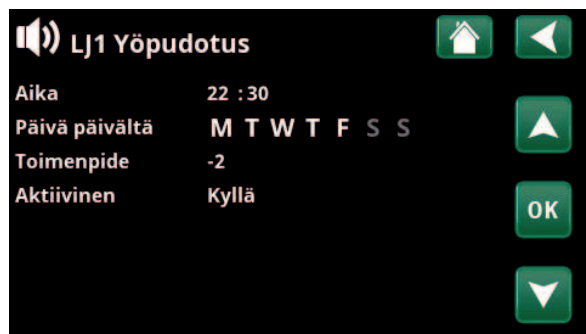 LJ1 Yöpudotus
Aika 22 :30
Päivä päivältä M T W T F S S
Toimenpide -2
Aktiivinen Kyllä
OK